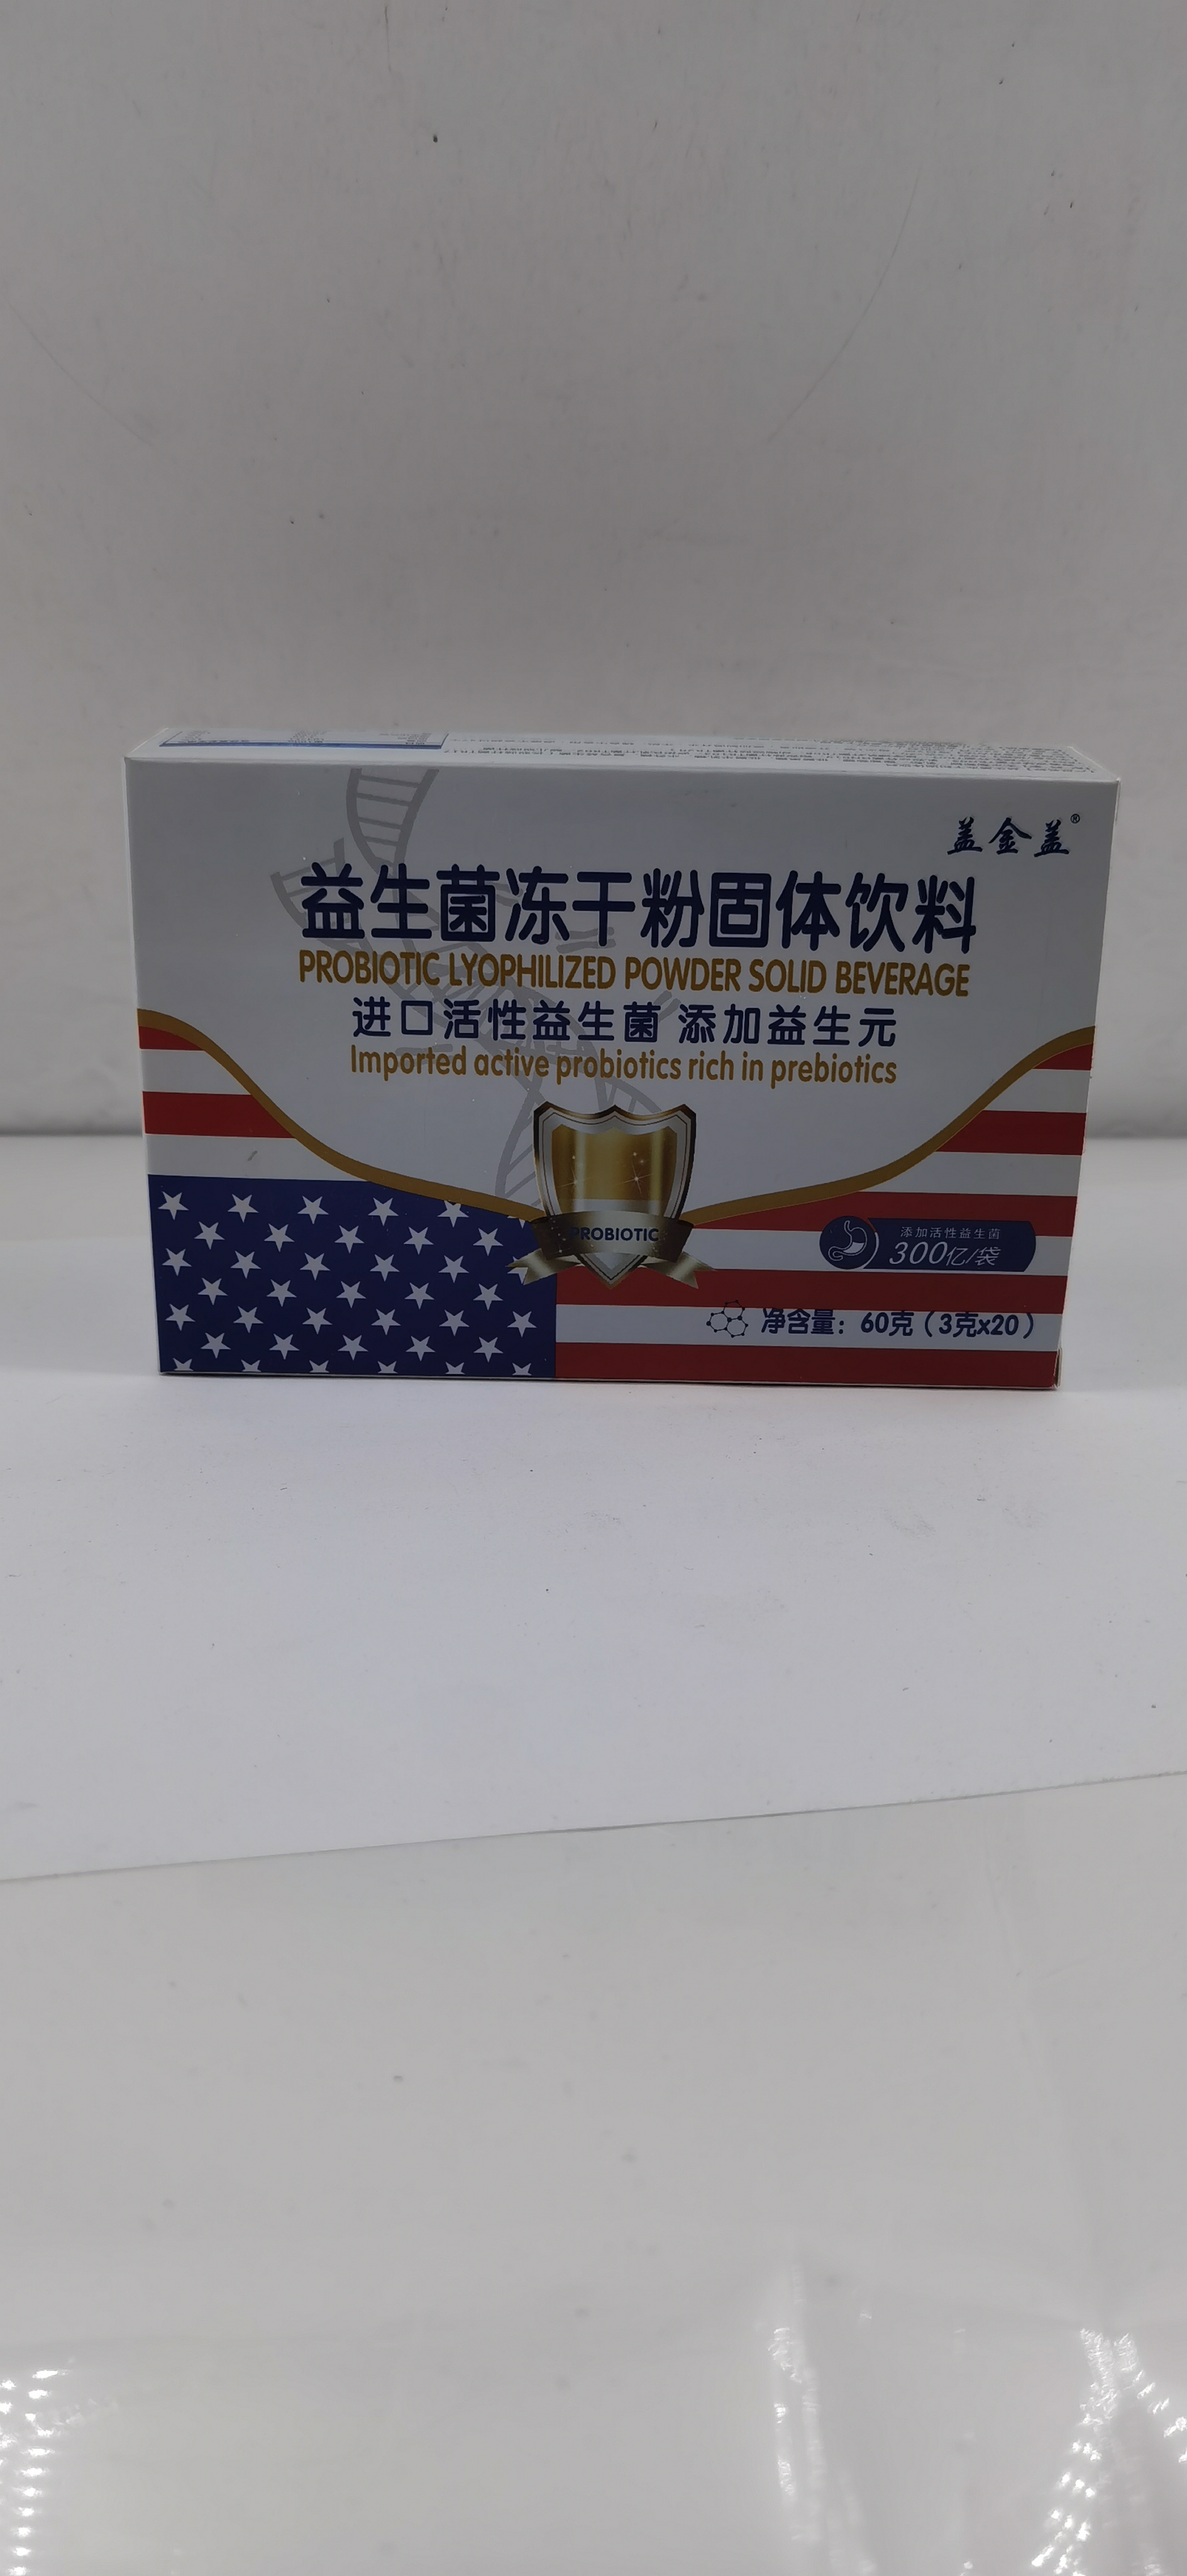 盖金盖®
益生菌冻干粉固体饮料
PROBIOTIC LYOPHILIZED POWDER SOLID BEVERAGE
进口活性益生菌 添加益生元
Imported active probiotics rich in prebiotics
PROBIOTIC
添加活性益生菌
300亿/袋
净含量：60克（3克x20）